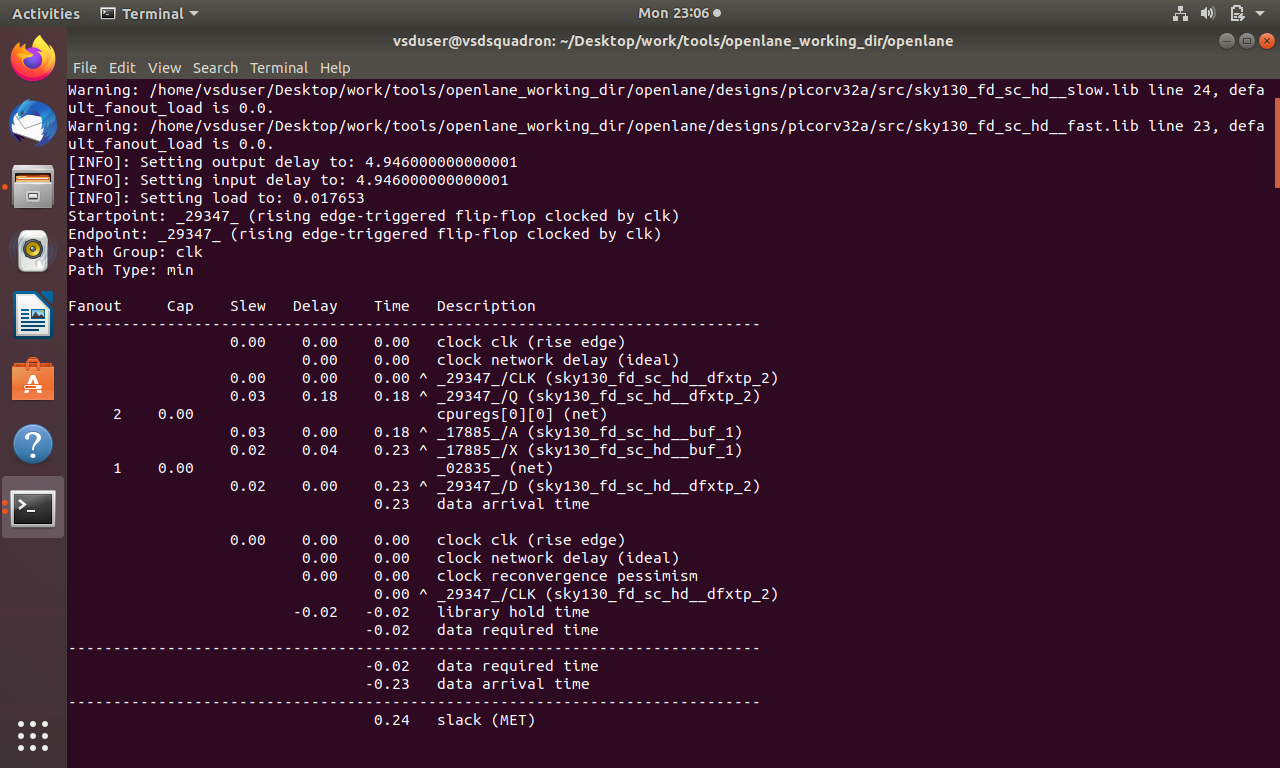 Activities Terminal Mon 23:06
vsduser@vsdsquadron: ~/Desktop/work/tools/openlane_working_dir/openlane
File Edit View Search Terminal Help
Warning: /home/vsduser/Desktop/work/tools/openlane_working_dir/openlane/designs/picorv32a/src/sky130_fd_sc_hd__slow.lib line 24, defa
ult_fanout_load is 0.0.
Warning: /home/vsduser/Desktop/work/tools/openlane_working_dir/openlane/designs/picorv32a/src/sky130_fd_sc_hd__fast.lib line 23, defa
ult_fanout_load is 0.0.
[INFO]: Setting output delay to: 4.946000000000001
[INFO]: Setting input delay to: 4.946000000000001
[INFO]: Setting load to: 0.017653
Startpoint: _29347_ (rising edge-triggered flip-flop clocked by clk)
Endpoint: _29347_ (rising edge-triggered flip-flop clocked by clk)
Path Group: clk
Path Type: min
Fanout     Cap    Slew   Delay    Time   Description
-----------------------------------------------------------------------------
                  0.00    0.00    0.00   clock clk (rise edge)
                          0.00    0.00   clock network delay (ideal)
                  0.00    0.00    0.00 ^ _29347_/CLK (sky130_fd_sc_hd__dfxtp_2)
                  0.03    0.18    0.18 ^ _29347_/Q (sky130_fd_sc_hd__dfxtp_2)
     2    0.00                           cpuregs[0][0] (net)
                  0.03    0.00    0.18 ^ _17885_/A (sky130_fd_sc_hd__buf_1)
                  0.02    0.04    0.23 ^ _17885_/X (sky130_fd_sc_hd__buf_1)
     1    0.00                           _02835_ (net)
                  0.02    0.00    0.23 ^ _29347_/D (sky130_fd_sc_hd__dfxtp_2)
                                  0.23   data arrival time
                  0.00    0.00    0.00   clock clk (rise edge)
                          0.00    0.00   clock network delay (ideal)
                          0.00    0.00   clock reconvergence pessimism
                                  0.00 ^ _29347_/CLK (sky130_fd_sc_hd__dfxtp_2)
                         -0.02   -0.02   library hold time
                                 -0.02   data required time
-----------------------------------------------------------------------------
                                 -0.02   data required time
                                 -0.23   data arrival time
-----------------------------------------------------------------------------
                                  0.24   slack (MET)